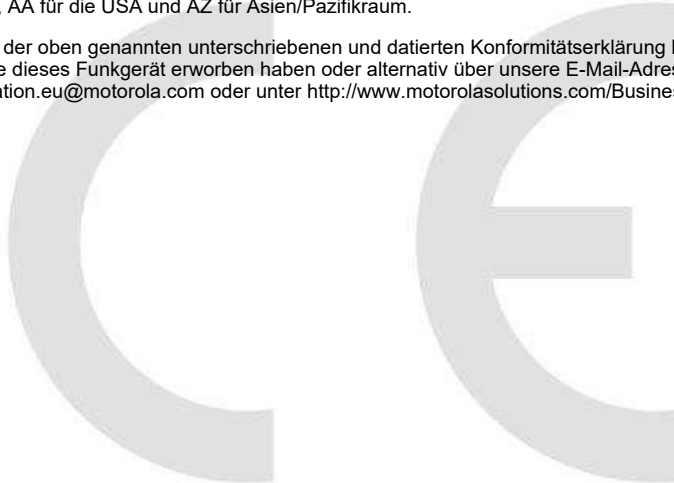 , AA für die USA und AZ für Asien/Pazifikraum.
der oben genannten unterschriebenen und datierten Konformitätserklärung
e dieses Funkgerät erworben haben oder alternativ über unsere E-Mail-Adres
ation.eu@motorola.com oder unter http://www.motorolasolutions.com/Busines
CE